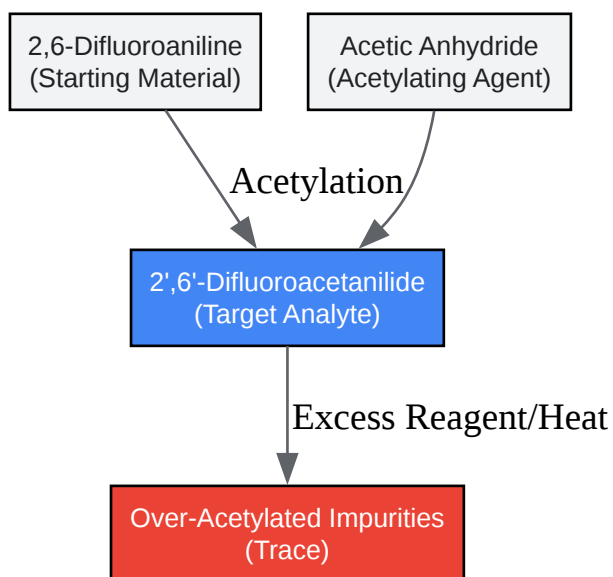 2,6-Difluoroaniline
(Starting Material)
Acetic Anhydride
(Acetylating Agent)
Acetylation
2',6'-Difluoroacetanilide
(Target Analyte)
Excess Reagent/Heat
Over-Acetylated Impurities
(Trace)